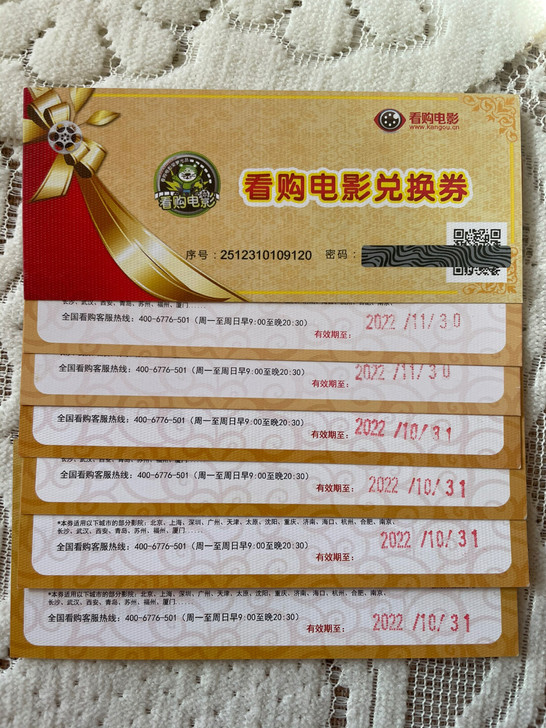 看购电影
www.kangou.cn
看购电影
看购电影兑换券
序号：2512310109120 密码：
长沙、武汉、西安、青岛、苏州、福州、厦门......
全国看购客服热线：400-6776-501（周一至周日早9:00至晚20:30）
有效期至： 2022 /11/ 3 0
全国看购客服热线：400-6776-501（周一至周日早9:00至晚20:30）
有效期至： 2022 /11/ 3 0
全国看购客服热线：400-6776-501（周一至周日早9:00至晚20:30）
有效期至： 2022 /10/ 3 1
全国看购客服热线：400-6776-501（周一至周日早9:00至晚20:30）
有效期至： 2022 /10/ 3 1
*本券适用以下城市的部分影院：北京、上海、深圳、广州、天津、太原、沈阳、重庆、济南、海口、杭州、合肥、南京、
长沙、武汉、西安、青岛、苏州、福州、厦门......
全国看购客服热线：400-6776-501（周一至周日早9:00至晚20:30）
有效期至： 2022 /10/ 3 1
*本券适用以下城市的部分影院：北京、上海、深圳、广州、天津、太原、沈阳、重庆、济南、海口、杭州、合肥、南京、
长沙、武汉、西安、青岛、苏州、福州、厦门......
全国看购客服热线：400-6776-501（周一至周日早9:00至晚20:30）
有效期至： 2022 /10/ 3 1